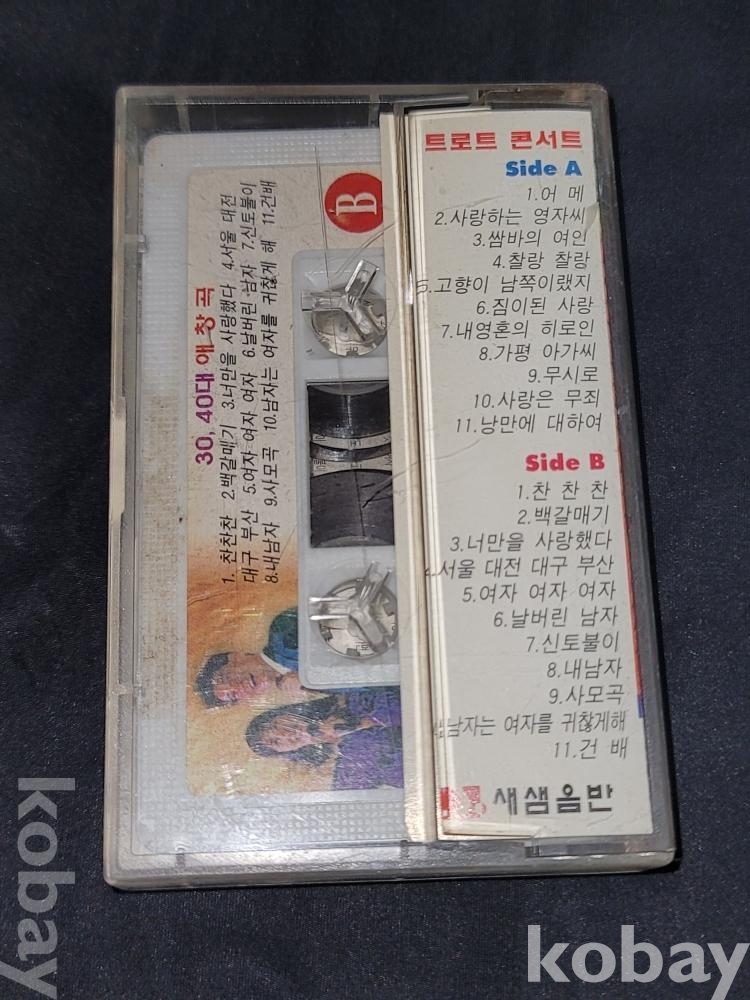 트로트 콘서트
Side A
1.어 메
2.사랑하는 영자씨
3.쌈바의 여인
4.찰랑 찰랑
5.고향이 남쪽이랬지
6.짐이된 사랑
7.내영혼의 히로인
8.가평 아가씨
9.무시로
10.사랑은 무죄
11.낭만에 대하여
Side B
1.찬 찬 찬
2.백갈매기
3.너만을 사랑했다
4.서울 대전 대구 부산
5.여자 여자 여자
6.날버린 남자
7.신토불이
8.내남자
9.사모곡
남자는 여자를 귀찮게해
11.건 배
새샘음반
30, 40대 애창곡
1. 찬찬찬 2.백갈매기 3.너만을 사랑했다 4.서울 대전
대구 부산 5.여자 여자 여자 6.날버린 남자 7.신토불이
8.내남자 9.사모곡 10.남자는 여자를 귀찮게 해 11.건배
B
kobay
kobay